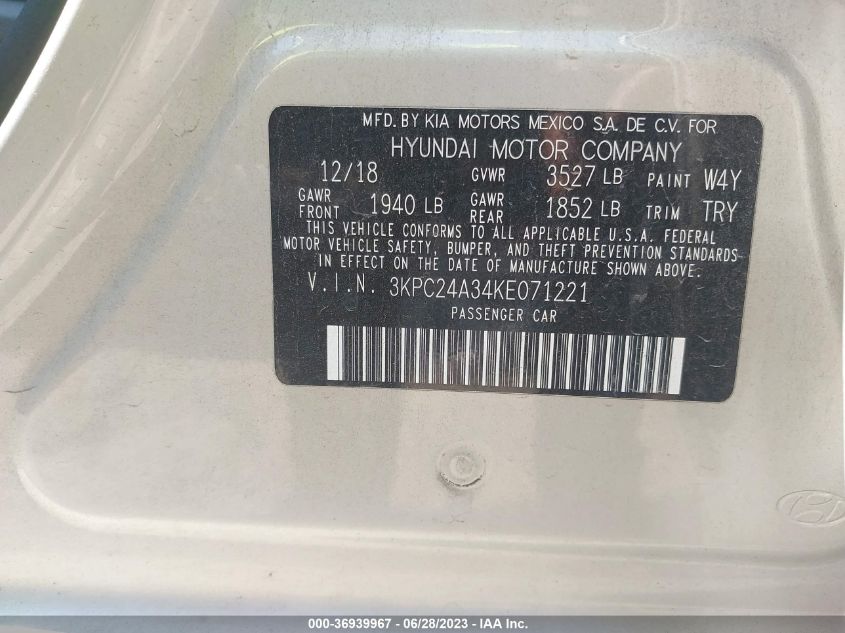 MFD. BY KIA MOTORS MEXICO S.A. DE C.V. FOR
HYUNDAI MOTOR COMPANY
12/18 GVWR 3527 LB PAINT W4Y
GAWR FRONT 1940 LB GAWR REAR 1852 LB TRIM TRY
THIS VEHICLE CONFORMS TO ALL APPLICABLE U.S.A. FEDERAL
MOTOR VEHICLE SAFETY, BUMPER, AND THEFT PREVENTION STANDARDS
IN EFFECT ON THE DATE OF MANUFACTURE SHOWN ABOVE.
V.I.N. 3KPC24A34KE071221
PASSENGER CAR
000-36939967 / 06/28/2023 - IAA Inc.